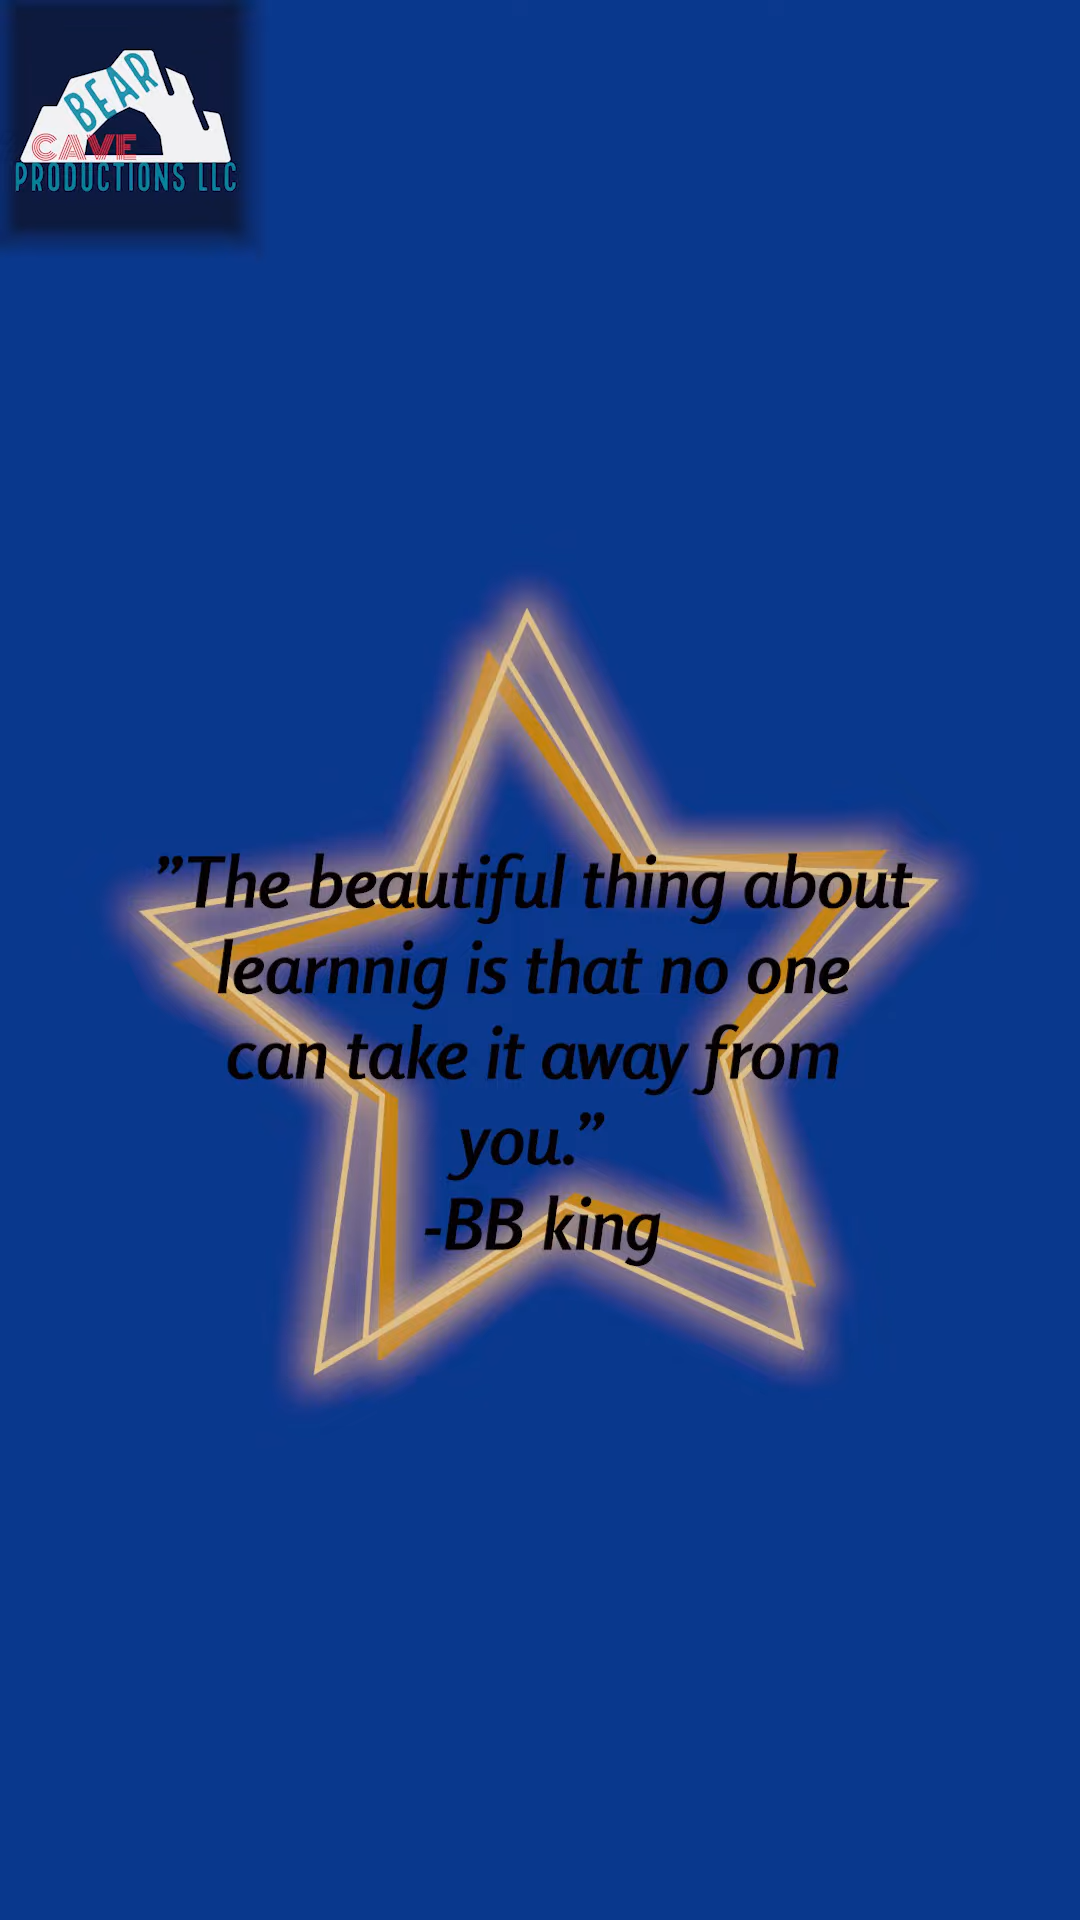 BEAR
CAVE
PRODUCTIONS LLC
”The beautiful thing about
learnnig is that no one
can take it away from
you.”
-BB king